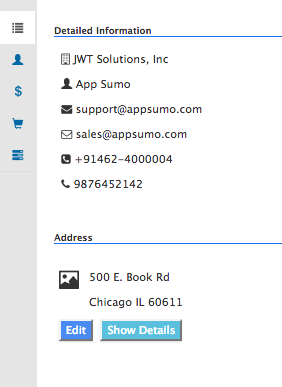 Detailed Information
JWT Solutions, Inc
App Sumo
support@appsumo.com
sales@appsumo.com
+91462-4000004
9876452142
Address
500 E. Book Rd
Chicago IL 60611
Edit
Show Details